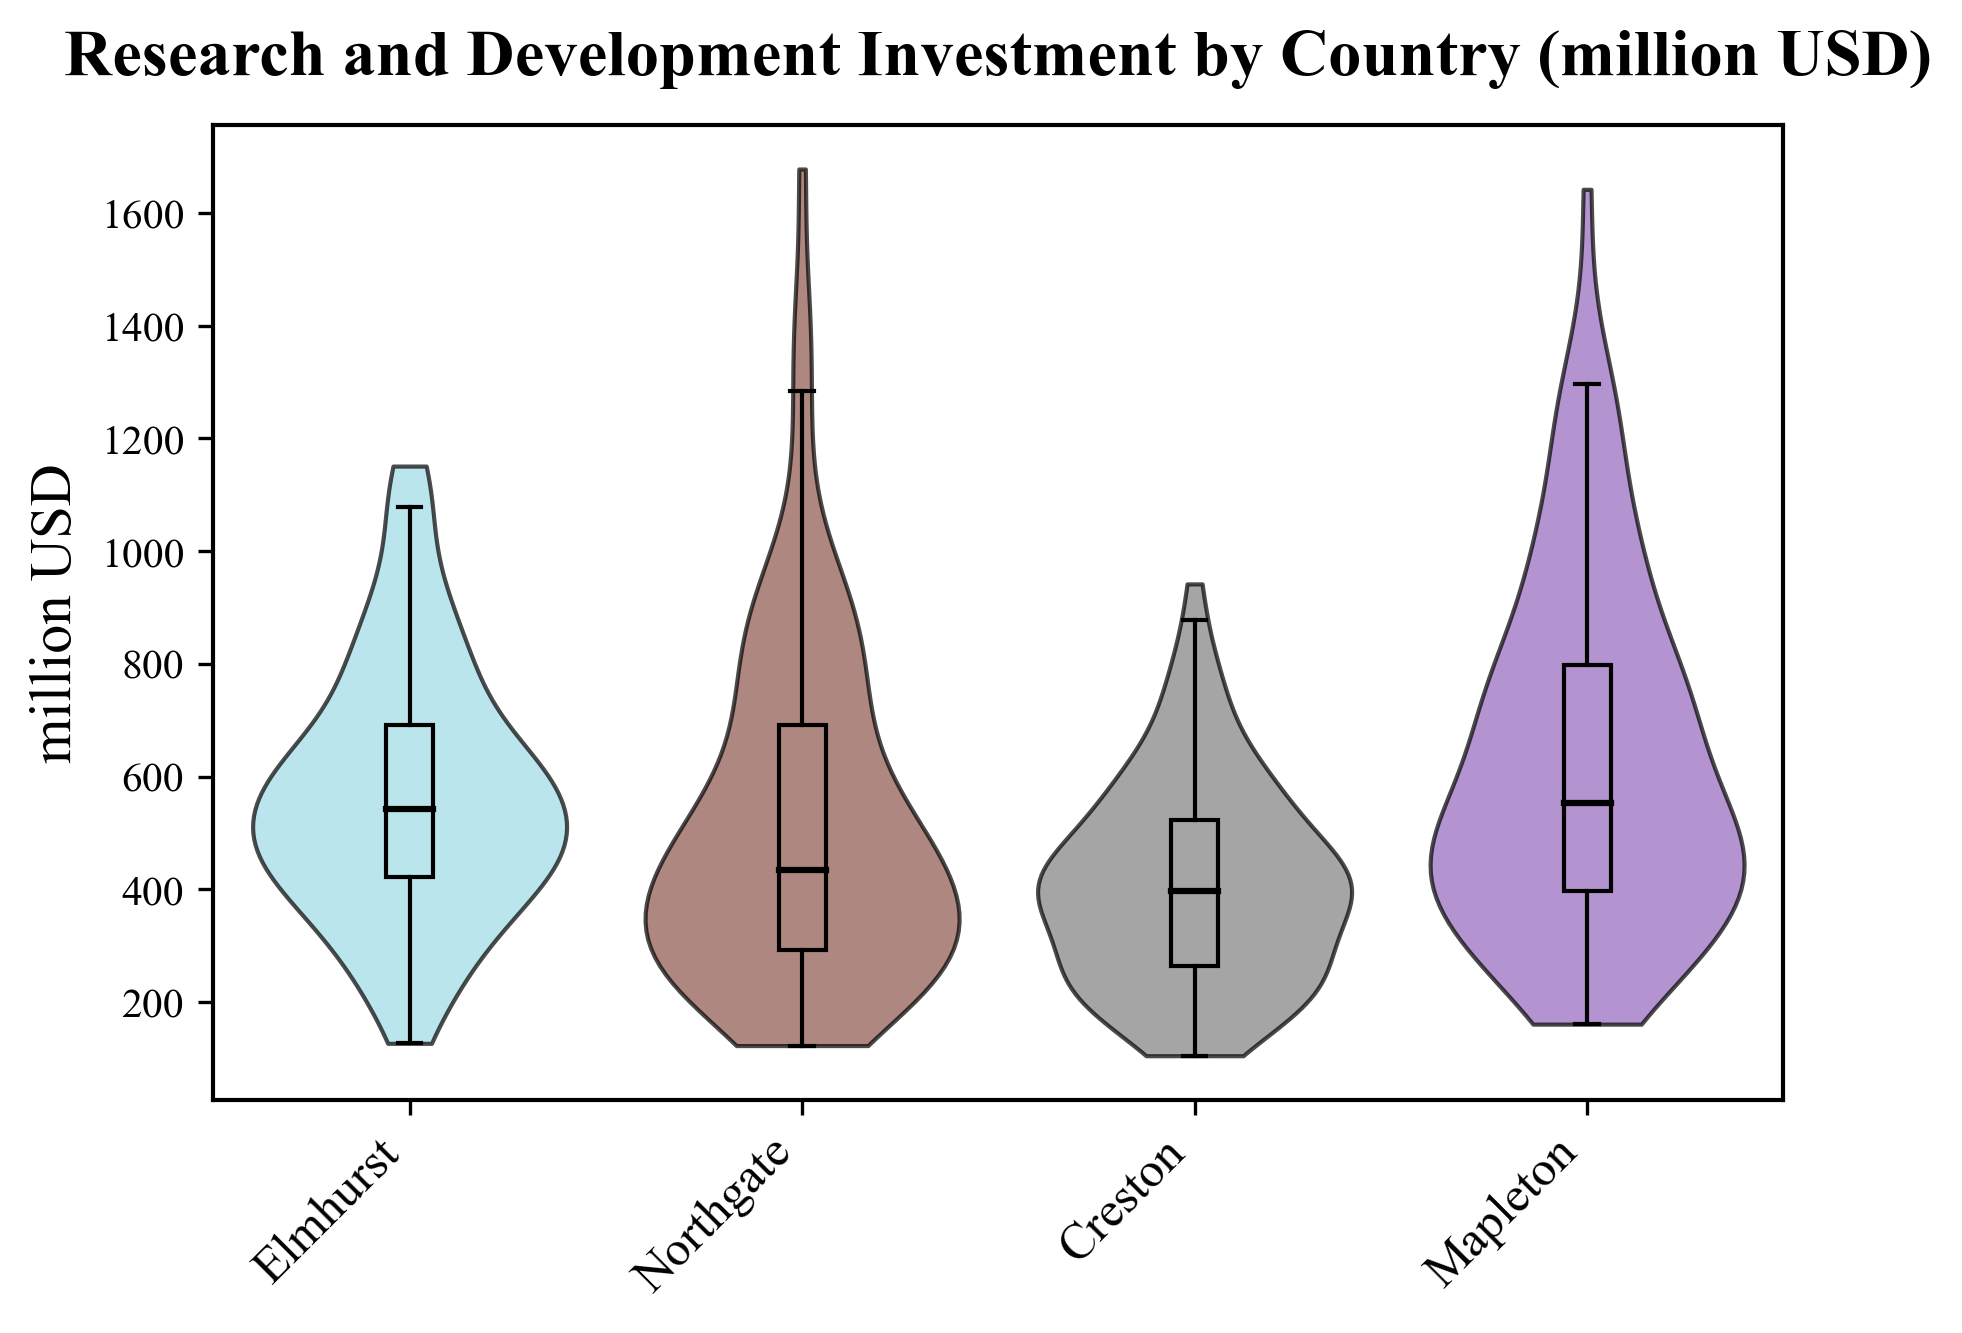 Research and Development Investment by Country (million USD)
million USD
1600
1400
1200
1000
800
600
400
200
Elmhurst
Northgate
Creston
Mapleton